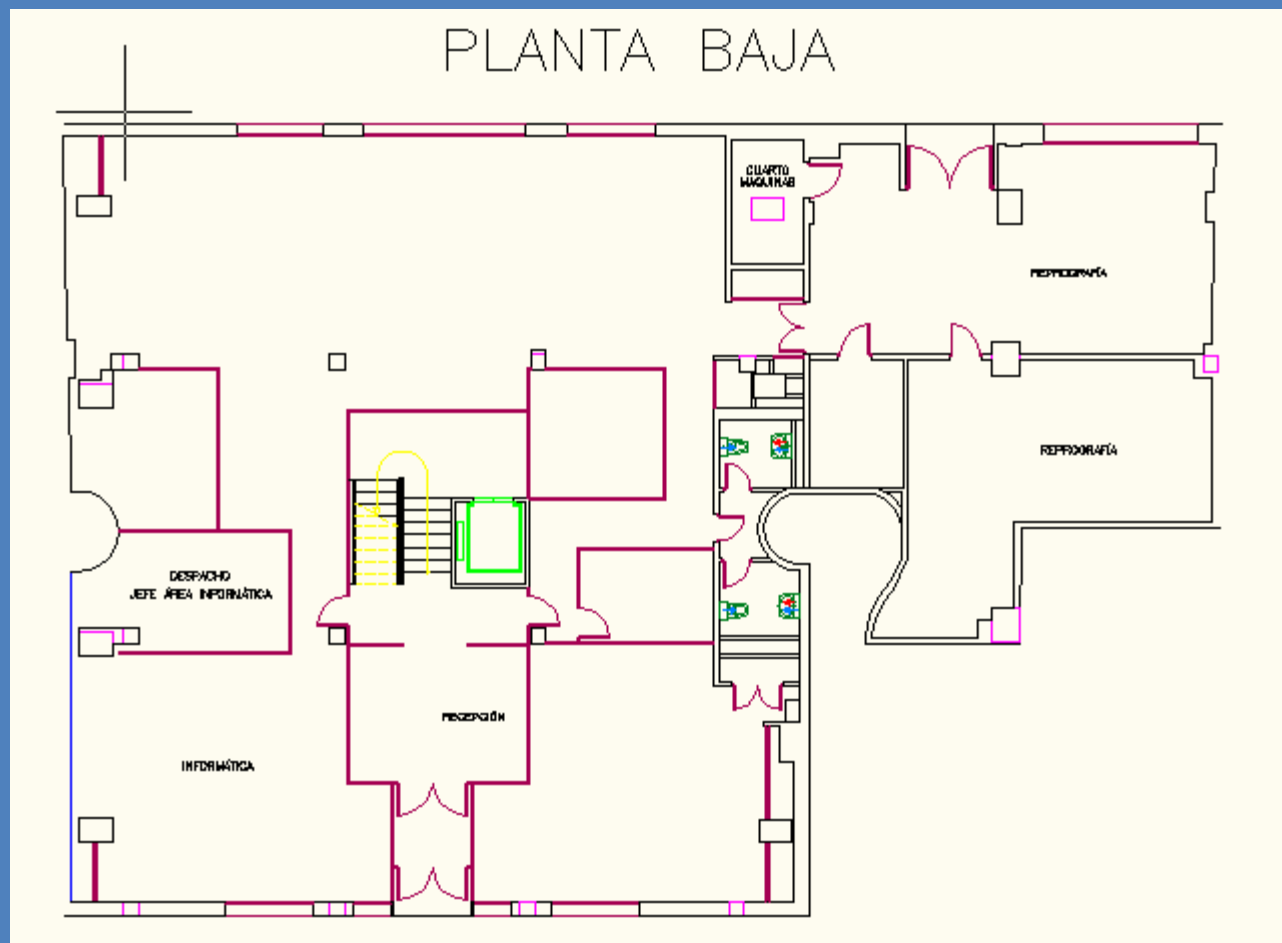 PLANTA BAJA
CUARTO
MAQUINAS
REPROGRAFÍA
REPROGRAFÍA
DESPACHO
JEFE ÁREA INFORMÁTICA
RECEPCIÓN
INFORMÁTICA